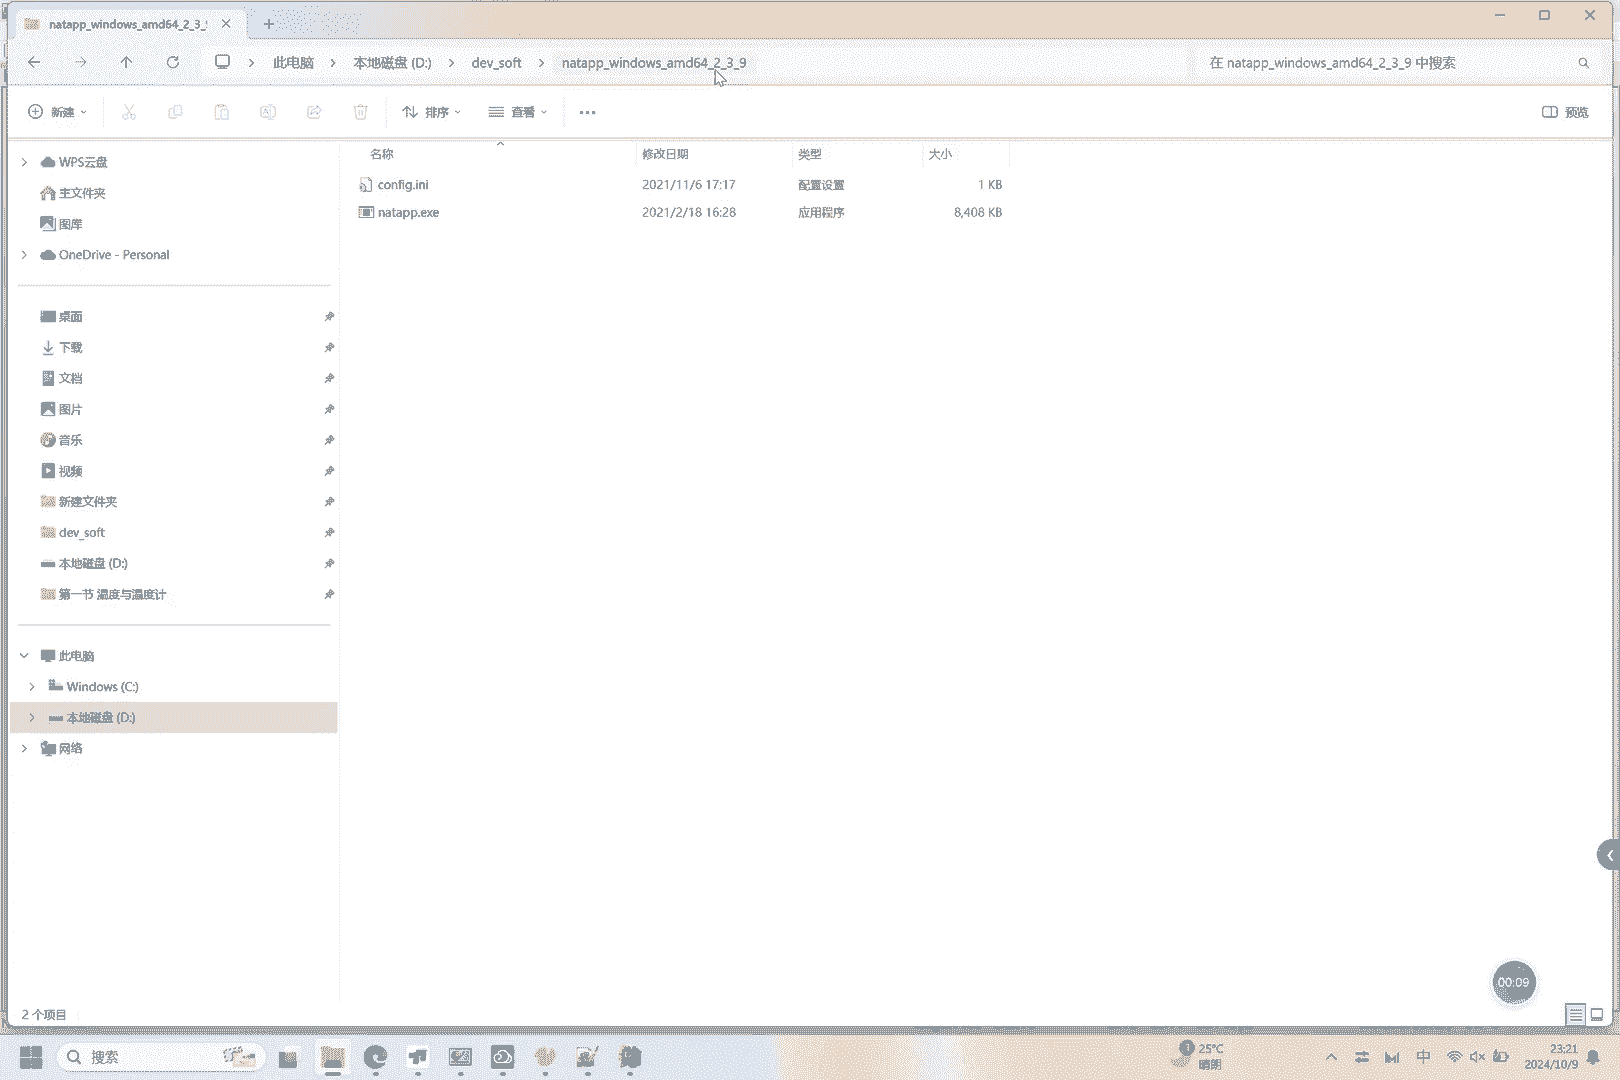 natapp_windows_amd64_2_3_
此电脑 本地磁盘 (D:) dev_soft natapp_windows_amd64_2_3_9
在 natapp_windows_amd64_2_3_9 中搜索
新建 排序 查看 预览
名称 修改日期 类型 大小
config.ini 2021/11/6 17:17 配置设置 1 KB
natapp.exe 2021/2/18 16:28 应用程序 8,408 KB
WPS云盘
主文件夹
图库
OneDrive - Personal
桌面
下载
文档
图片
音乐
视频
新建文件夹
dev_soft
本地磁盘 (D:)
第一节 温度与温度计
此电脑
Windows (C:)
本地磁盘 (D:)
网络
00:09
2 个项目
搜索
1
25°C
晴朗
中
23:21
2024/10/9